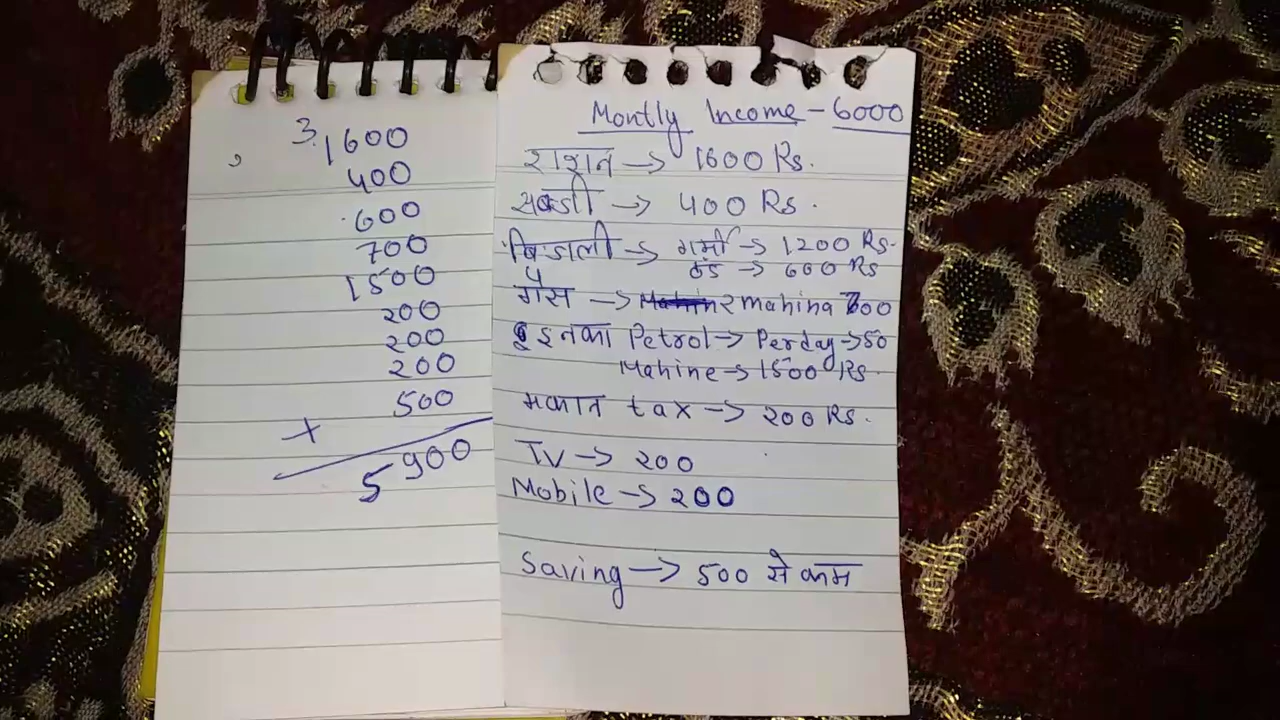 3.1600
400
600
700
1500
200
200
200
500
+
5900
Montly Income - 6000
राशन → 1600 Rs.
सब्जी → 400 Rs.
बिजली → गर्मी → 1200 Rs.
ठंड → 600 Rs
गैस → 2 mahina 700
इनका Petrol → Perday → 50
Mahine → 1500 Rs.
मकान tax → 200 Rs.
TV → 200
Mobile → 200
Saving → 500 से कम